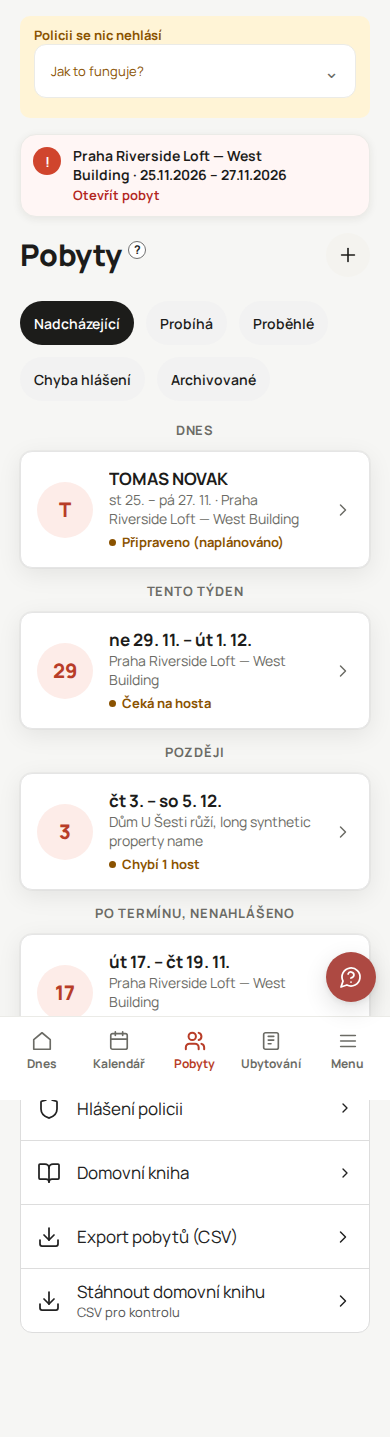 Policii se nic nehlásí
Jak to funguje?
!
Praha Riverside Loft — West
Building · 25.11.2026 – 27.11.2026
Otevřít pobyt
Pobyty ?
Nadcházející
Probíhá
Proběhlé
Chyba hlášení
Archivované
DNES
T
TOMAS NOVAK
st 25. – pá 27. 11. · Praha
Riverside Loft — West Building
Připraveno (naplánováno)
TENTO TÝDEN
29
ne 29. 11. – út 1. 12.
Praha Riverside Loft — West
Building
Čeká na hosta
POZDĚJI
3
čt 3. – so 5. 12.
Dům U Šesti růží, long synthetic
property name
Chybí 1 host
PO TERMÍNU, NENAHLÁŠENO
17
út 17. – čt 19. 11.
Praha Riverside Loft — West
Building
Dnes
Kalendář
Pobyty
Ubytování
Menu
Hlášení policii
Domovní kniha
Export pobytů (CSV)
Stáhnout domovní knihu
CSV pro kontrolu